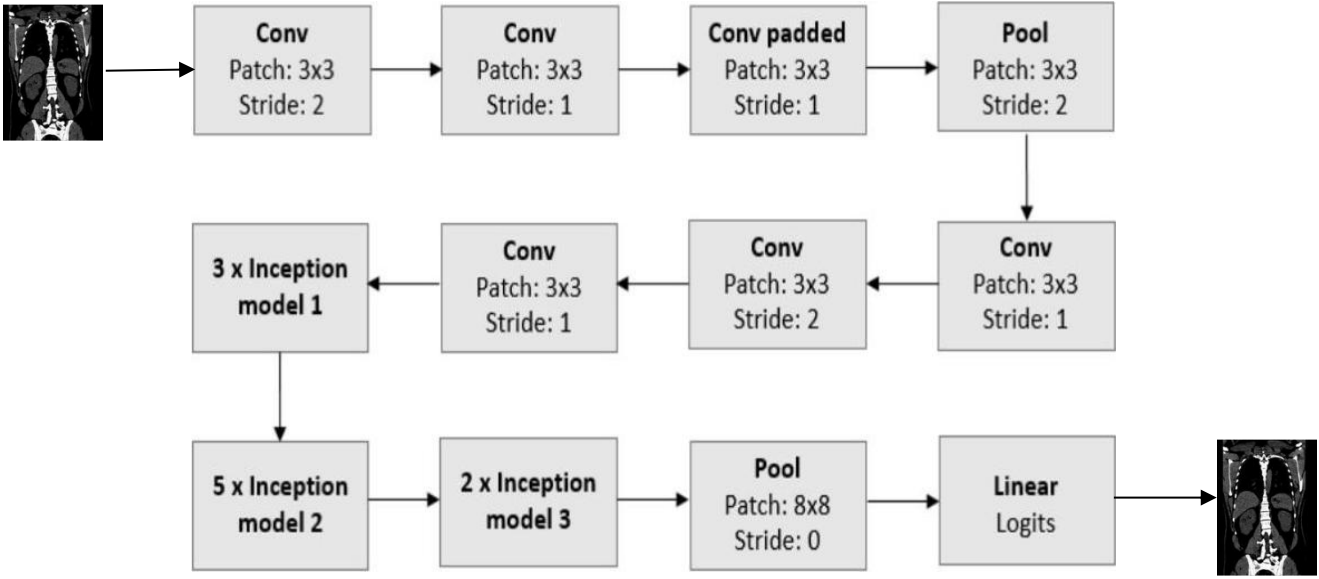 Conv
Patch: 3x3
Stride: 2
Conv
Patch: 3x3
Stride: 1
Conv padded
Patch: 3x3
Stride: 1
Pool
Patch: 3x3
Stride: 2
Conv
Patch: 3x3
Stride: 1
Conv
Patch: 3x3
Stride: 2
Conv
Patch: 3x3
Stride: 1
3 x Inception
model 1
5 x Inception
model 2
2 x Inception
model 3
Pool
Patch: 8x8
Stride: 0
Linear
Logits